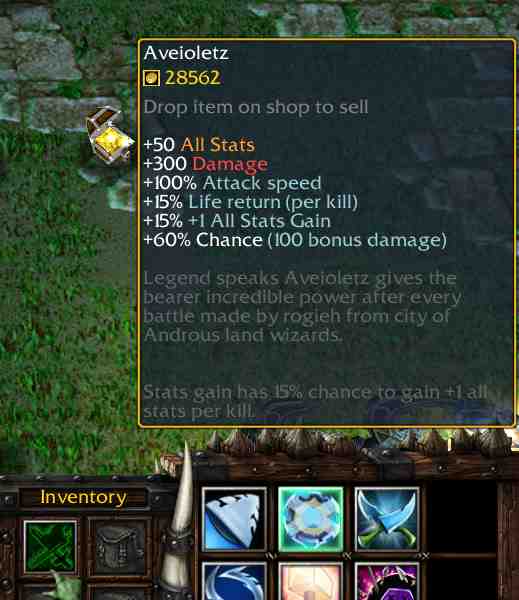 Aveioletz
28562
Drop item on shop to sell
+50 All Stats
+300 Damage
+100% Attack speed
+15% Life return (per kill)
+15% +1 All Stats Gain
+60% Chance (100 bonus damage)
Legend speaks Aveioletz gives the
bearer incredible power after every
battle made by rogieh from city of
Androus land wizards.
Stats gain has 15% chance to gain +1 all
stats per kill.
Inventory